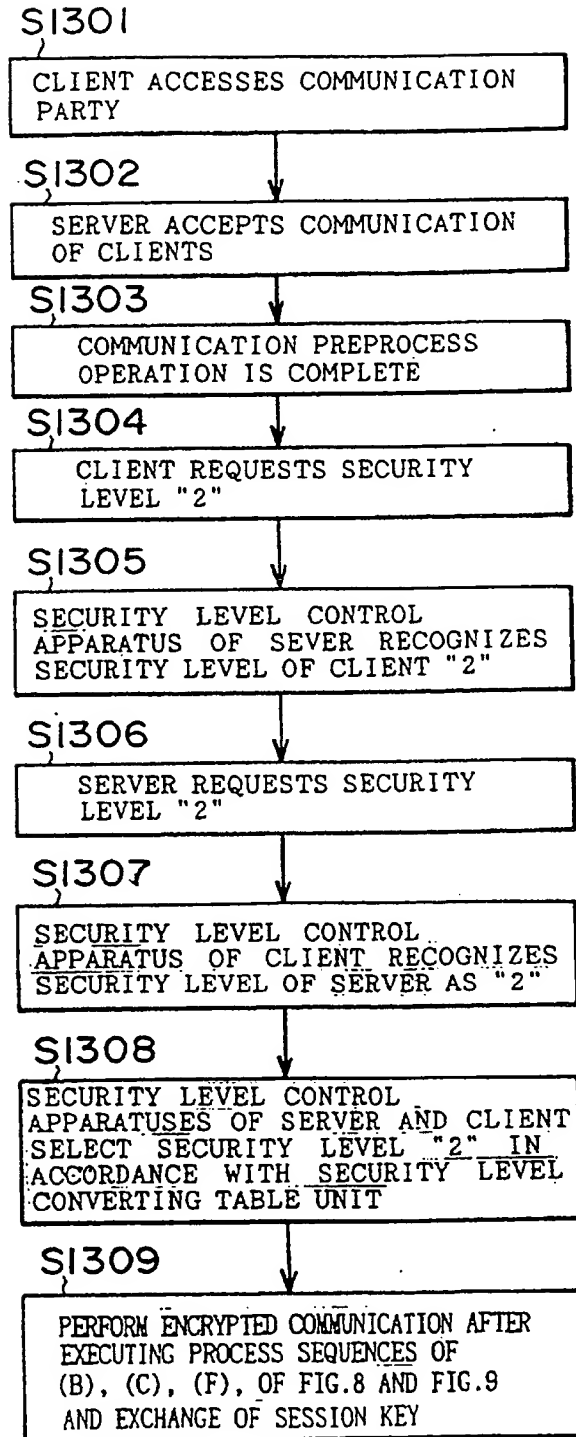 S1301
CLIENT ACCESSES COMMUNICATION
PARTY
S1302
SERVER ACCEPTS COMMUNICATION
OF CLIENTS
S1303
COMMUNICATION PREPROCESS
OPERATION IS COMPLETE
S1304
CLIENT REQUESTS SECURITY
LEVEL "2"
S1305
SECURITY LEVEL CONTROL
APPARATUS OF SEVER RECOGNIZES
SECURITY LEVEL OF CLIENT "2"
S1306
SERVER REQUESTS SECURITY
LEVEL "2"
S1307
SECURITY LEVEL CONTROL
APPARATUS OF CLIENT RECOGNIZES
SECURITY LEVEL OF SERVER AS "2"
S1308
SECURITY LEVEL CONTROL
APPARATUSES OF SERVER AND CLIENT
SELECT SECURITY LEVEL "2" IN
ACCORDANCE WITH SECURITY LEVEL
CONVERTING TABLE UNIT
S1309
PERFORM ENCRYPTED COMMUNICATION AFTER
EXECUTING PROCESS SEQUENCES OF
(B), (C), (F), OF FIG.8 AND FIG.9
AND EXCHANGE OF SESSION KEY